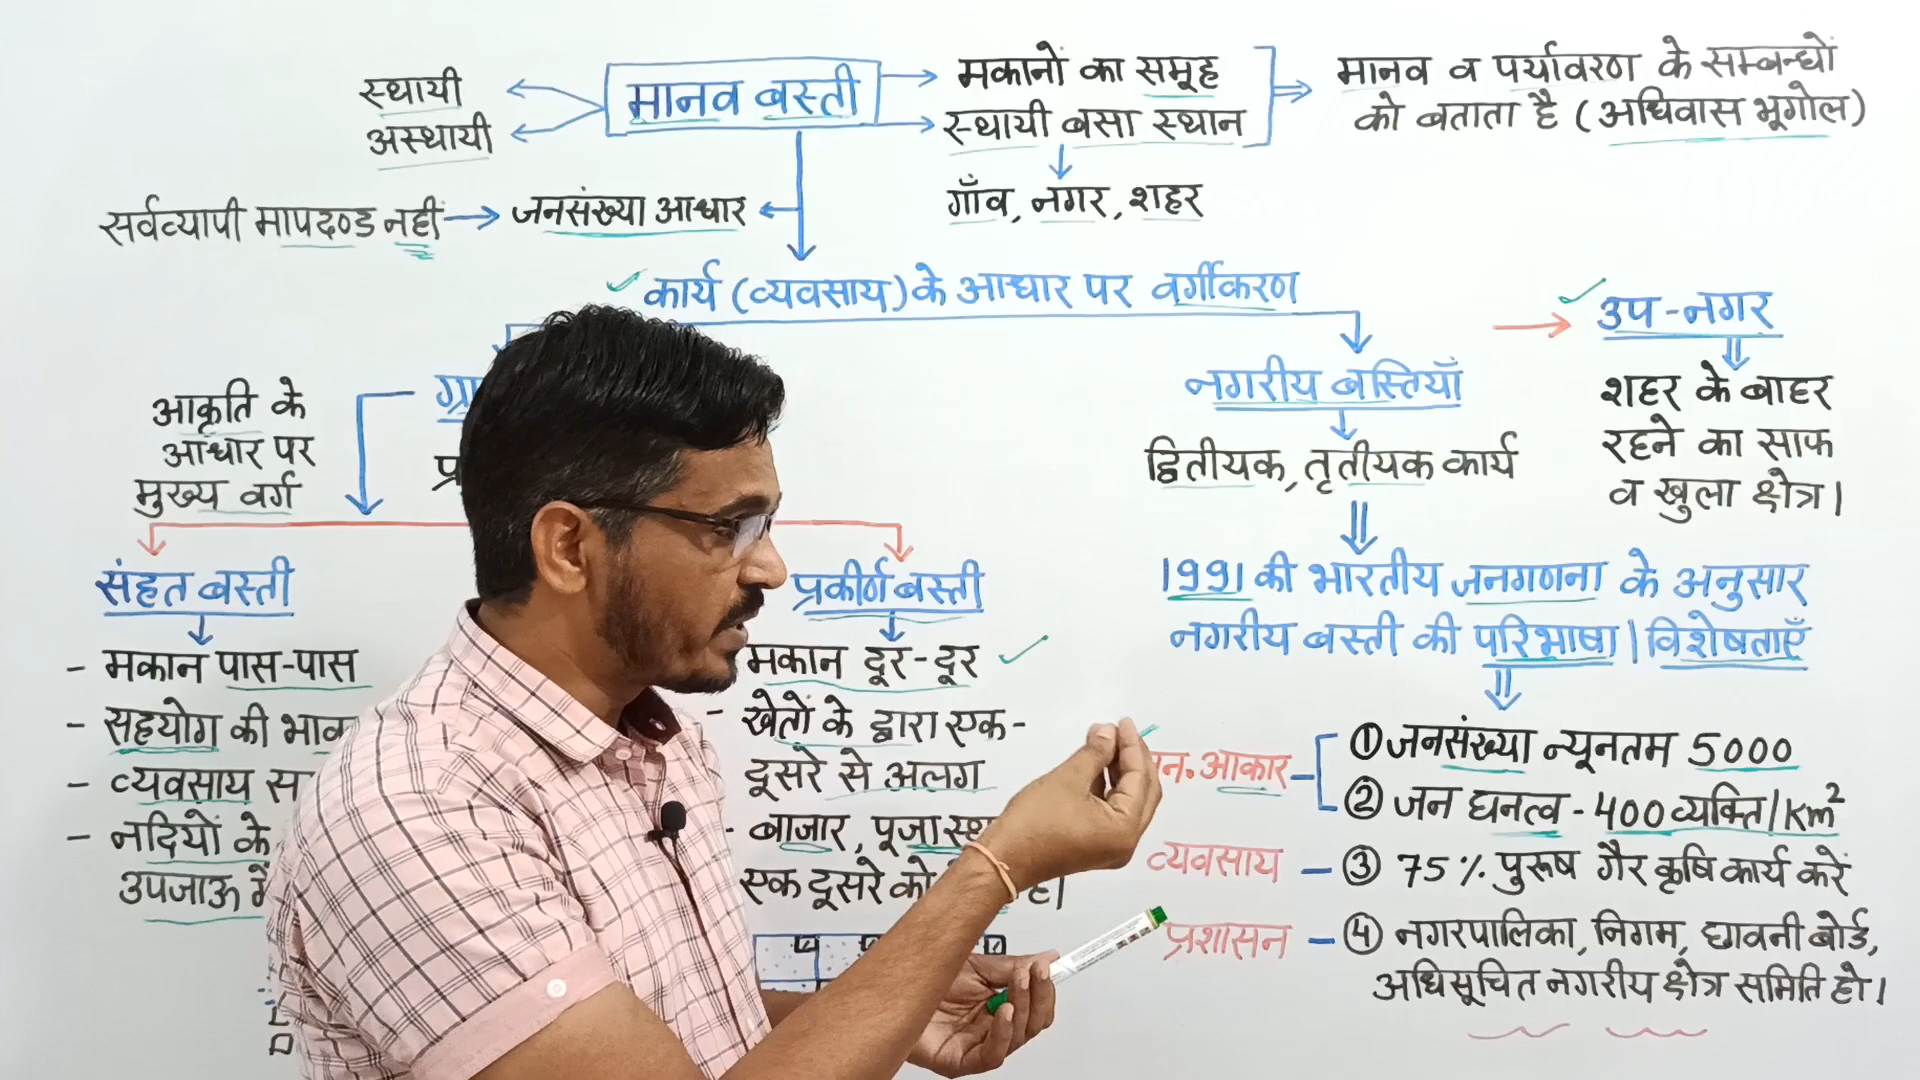 स्थायी
अस्थायी
मानव बस्ती
मकानों का समूह
स्थायी बसा स्थान
मानव व पर्यावरण के सम्बन्धों
को बताता है (अधिवास भूगोल)
गाँव, नगर, शहर
सर्वव्यापी मापदण्ड नहीं
जनसंख्या आधार
कार्य (व्यवसाय) के आधार पर वर्गीकरण
उप-नगर
शहर के बाहर
रहने का साफ
व खुला क्षेत्र।
आकृति के
आधार पर
मुख्य वर्ग
नगरीय बस्तियाँ
द्वितीयक, तृतीयक कार्य
1991 की भारतीय जनगणना के अनुसार
नगरीय बस्ती की परिभाषा | विशेषताएँ
संहत बस्ती
- मकान पास-पास
- सहयोग की
- व्यवसाय
- नदियों के
उपजाऊ में
प्रकीर्ण बस्ती
मकान दूर-दूर
- खेतों के द्वारा एक-
दूसरे से अलग
- बाजार, पूजा
एक दूसरे को
आकार
① जनसंख्या न्यूनतम 5000
② जन घनत्व - 400 व्यक्ति/km²
व्यवसाय - ③ 75% पुरूष गैर कृषि कार्य करें
प्रशासन - ④ नगरपालिका, निगम, छावनी बोर्ड,
अधिसूचित नगरीय क्षेत्र समिति हो।